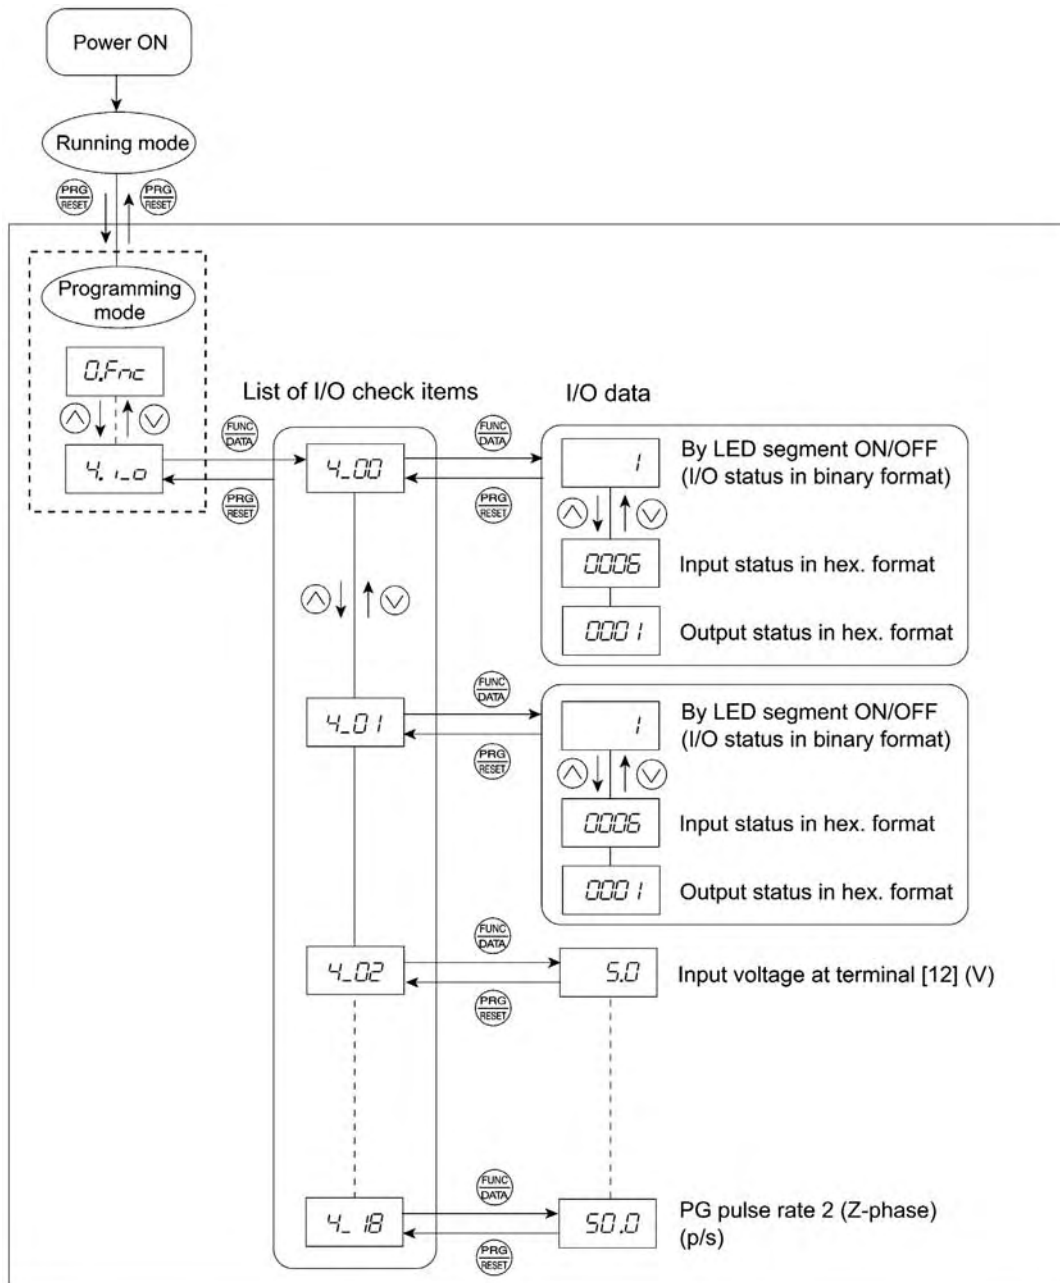 Power ON
Running mode
PRG
RESET
PRG
RESET
Programming
mode
0.Fnc
4.i_o
List of I/O check items
I/O data
FUNC
DATA
PRG
RESET
4_00
FUNC
DATA
PRG
RESET
1
By LED segment ON/OFF
(I/O status in binary format)
0006
Input status in hex. format
0001
Output status in hex. format
4_01
FUNC
DATA
PRG
RESET
1
By LED segment ON/OFF
(I/O status in binary format)
0006
Input status in hex. format
0001
Output status in hex. format
4_02
FUNC
DATA
PRG
RESET
5.0
Input voltage at terminal [12] (V)
4_18
FUNC
DATA
PRG
RESET
50.0
PG pulse rate 2 (Z-phase)
(p/s)